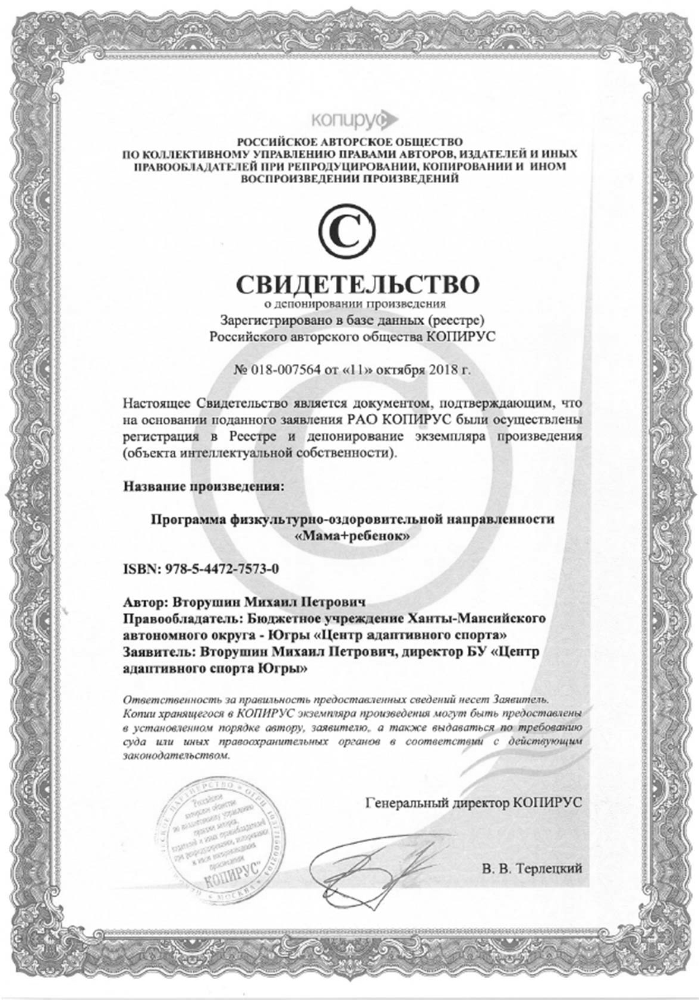 копирус
РОССИЙСКОЕ АВТОРСКОЕ ОБЩЕСТВО
ПО КОЛЛЕКТИВНОМУ УПРАВЛЕНИЮ ПРАВАМИ АВТОРОВ, ИЗДАТЕЛЕЙ И ИНЫХ
ПРАВООБЛАДАТЕЛЕЙ ПРИ РЕПРОДУЦИРОВАНИИ, КОПИРОВАНИИ И ИНОМ
ВОСПРОИЗВЕДЕНИИ ПРОИЗВЕДЕНИЙ
©
СВИДЕТЕЛЬСТВО
о депонировании произведения
Зарегистрировано в базе данных (реестре)
Российского авторского общества КОПИРУС
№ 018-007564 от «11» октября 2018 г.
Настоящее Свидетельство является документом, подтверждающим, что
на основании поданного заявления РАО КОПИРУС были осуществлены
регистрация в Реестре и депонирование экземпляра произведения
(объекта интеллектуальной собственности).
Название произведения:
Программа физкультурно-оздоровительной направленности
«Мама+ребенок»
ISBN: 978-5-4472-7573-0
Автор: Вторушин Михаил Петрович
Правообладатель: Бюджетное учреждение Ханты-Мансийского
автономного округа - Югры «Центр адаптивного спорта»
Заявитель: Вторушин Михаил Петрович, директор БУ «Центр
адаптивного спорта Югры»
Ответственность за правильность предоставленных сведений несет Заявитель.
Копии хранящегося в КОПИРУС экземпляра произведения могут быть предоставлены
в установленном порядке автору, заявителю, а также выдаваться по требованию
суда или иных правоохранительных органов в соответствии с действующим
законодательством.
Генеральный директор КОПИРУС
В. В. Терлецкий
Российское
авторское общество
по коллективному управлению
правами авторов,
издателей и иных правообладателей
при репродуцировании, копировании
и ином воспроизведении
произведений
КОПИРУС"
МОСКВА